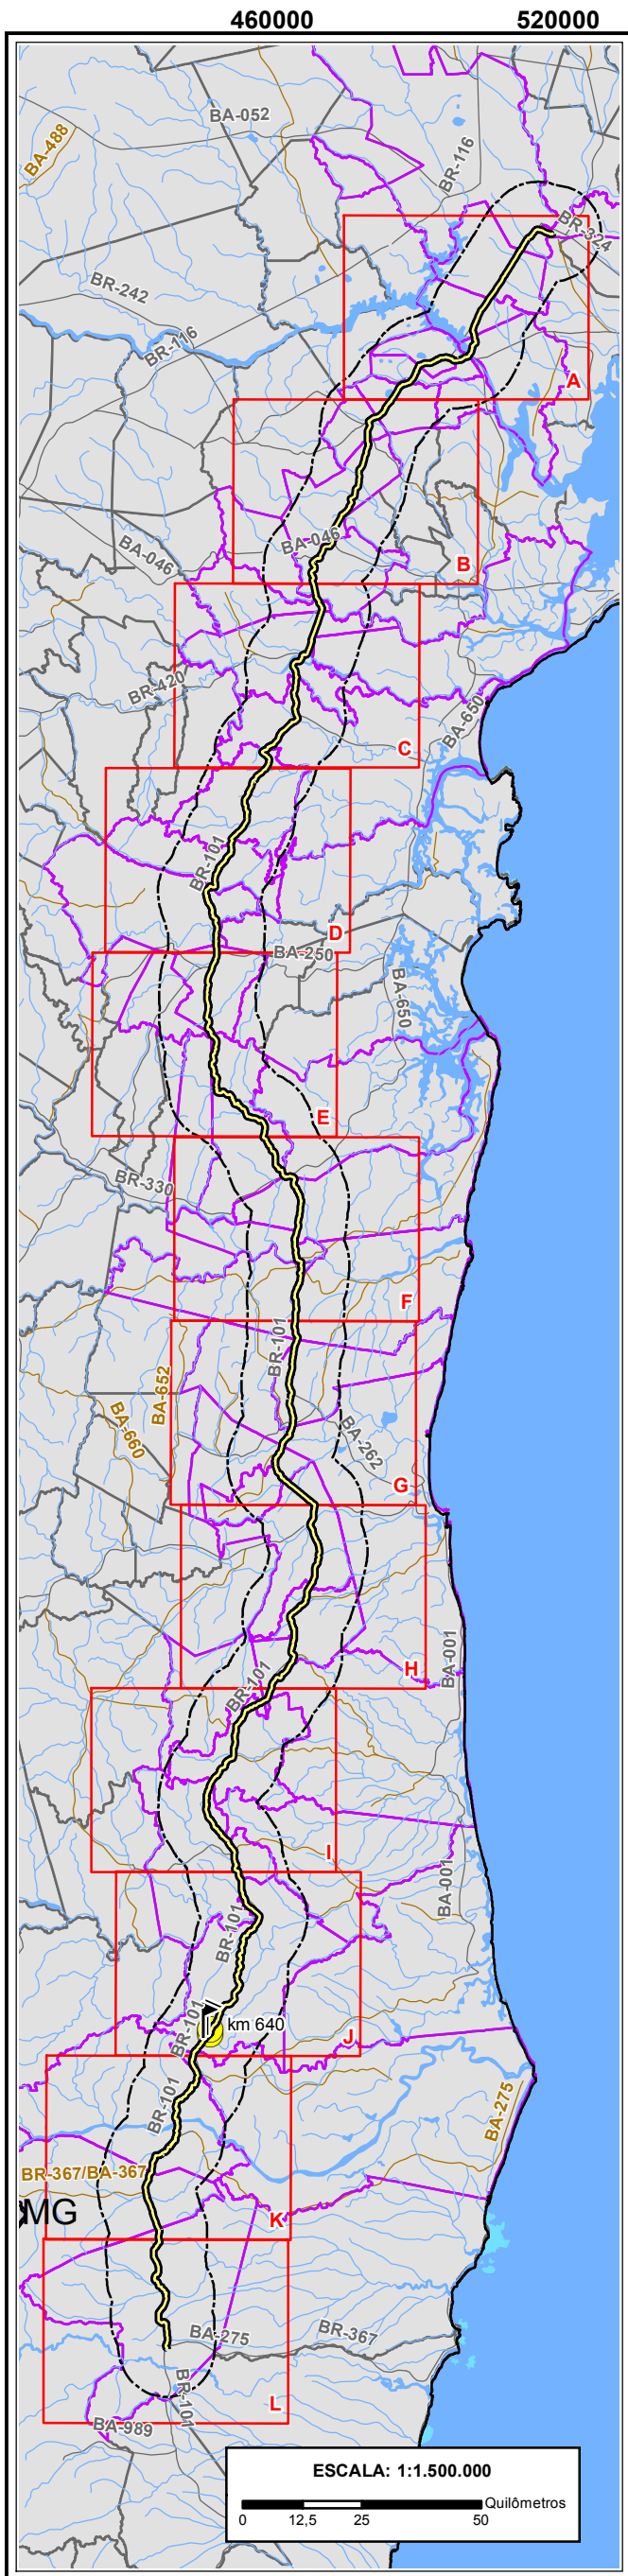 460000 520000
BA-052
BA-488
BR-116
BR-324
BR-242
BR-116
A
BA-046
BA-046
B
BR-420
BA-650
C
BR-101
D
BA-250
BA-650
E
BR-330
F
BR-101
BA-652
BA-660
BA-262
G
BA-001
H
BR-101
I
BA-001
BR-101
km 640
BR-101
J
BR-101
BA-275
BR-367/BA-367
MG
K
BA-275
BR-367
BR-101
L
BA-989
ESCALA: 1:1.500.000
Quilômetros
0 12,5 25 50